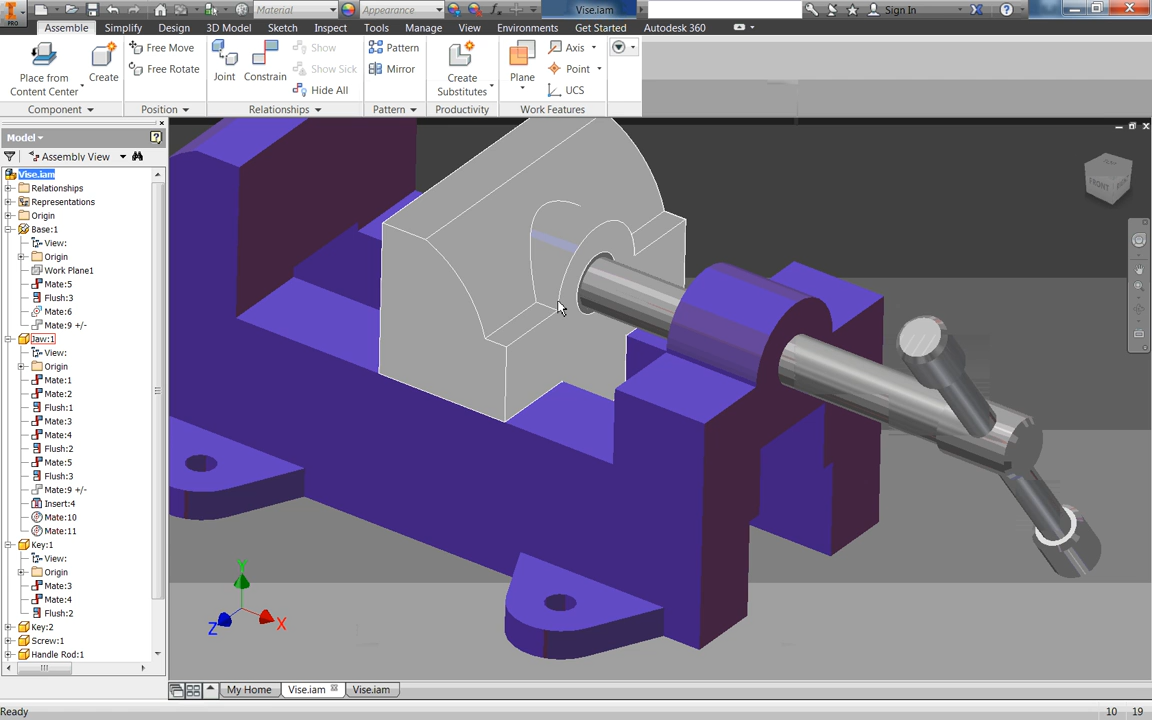 Material
Appearance
Vise.iam
Sign In
PRO
Assemble Simplify Design 3D Model Sketch Inspect Tools Manage View Environments Get Started Autodesk 360
Place from
Content Center
Create
Free Move
Free Rotate
Joint
Constrain
Show
Show Sick
Hide All
Pattern
Mirror
Create
Substitutes
Plane
Axis
Point
UCS
Component Position Relationships Pattern Productivity Work Features
Model
Assembly View
Vise.iam
Relationships
Representations
Origin
Base:1
View:
Origin
Work Plane1
Mate:5
Flush:3
Mate:6
Mate:9 +/-
Jaw:1
View:
Origin
Mate:1
Mate:2
Flush:1
Mate:3
Mate:4
Flush:2
Mate:5
Flush:3
Mate:9 +/-
Insert:4
Mate:10
Mate:11
Key:1
View:
Origin
Mate:3
Mate:4
Flush:2
Key:2
Screw:1
Handle Rod:1
FRONT
Y
X
Z
My Home
Vise.iam
Vise.iam
Ready
10 19